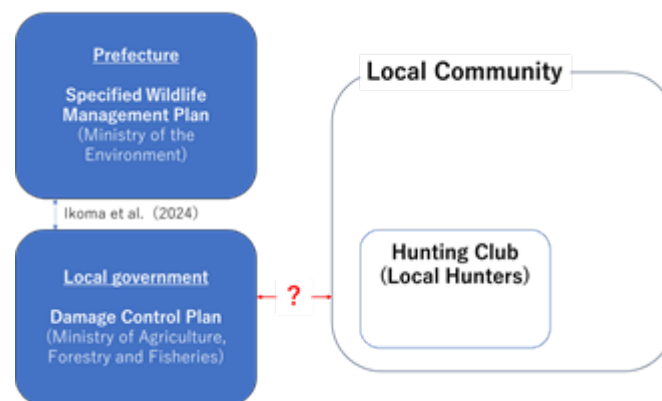 Prefecture
Specified Wildlife
Management Plan
(Ministry of the
Environment)
Ikoma et al. (2024)
Local government
Damage Control Plan
(Ministry of Agriculture,
Forestry and Fisheries)
?
Local Community
Hunting Club
(Local Hunters)